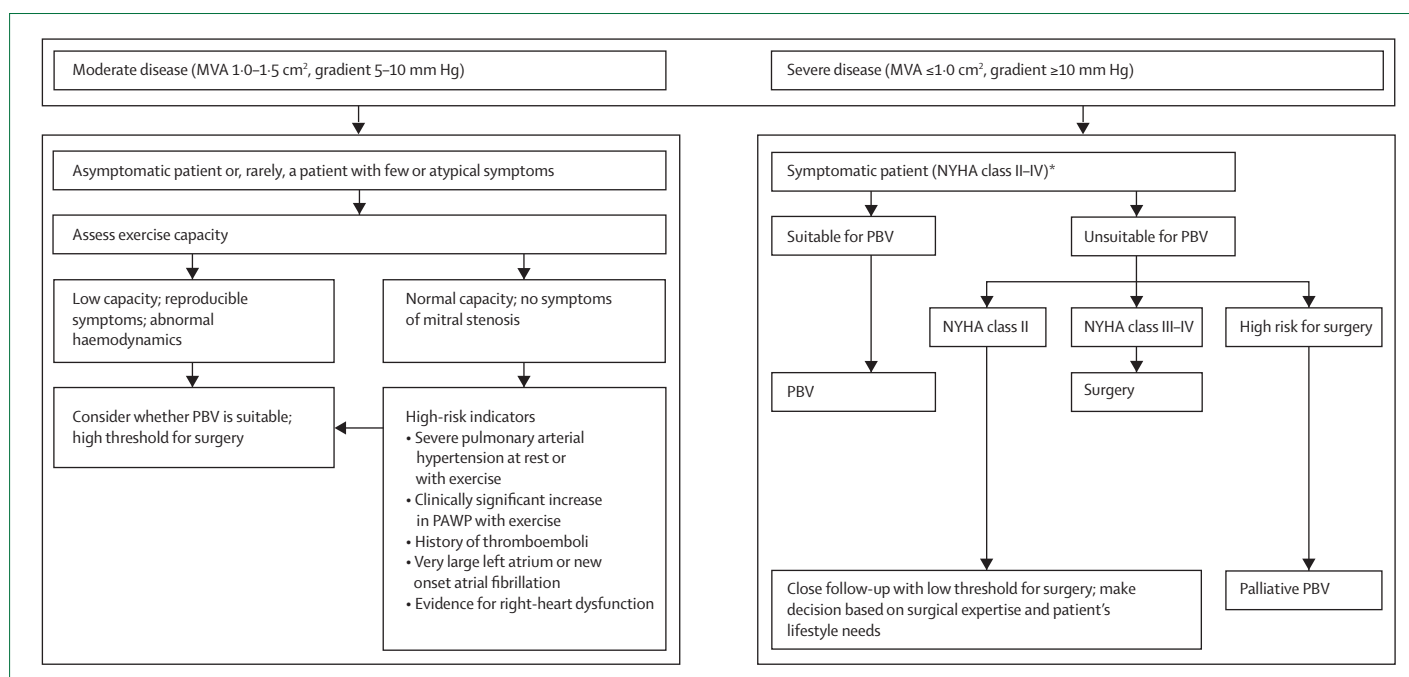 Moderate disease (MVA 1·0–1·5 cm², gradient 5–10 mm Hg)
Severe disease (MVA ≤1·0 cm², gradient ≥10 mm Hg)
Asymptomatic patient or, rarely, a patient with few or atypical symptoms
Assess exercise capacity
Low capacity; reproducible
symptoms; abnormal
haemodynamics
Normal capacity; no symptoms
of mitral stenosis
Consider whether PBV is suitable;
high threshold for surgery
High-risk indicators
• Severe pulmonary arterial
hypertension at rest or
with exercise
• Clinically significant increase
in PAWP with exercise
• History of thromboemboli
• Very large left atrium or new
onset atrial fibrillation
• Evidence for right-heart dysfunction
Symptomatic patient (NYHA class II–IV)*
Suitable for PBV
Unsuitable for PBV
NYHA class II
NYHA class III–IV
High risk for surgery
PBV
Surgery
Close follow-up with low threshold for surgery; make
decision based on surgical expertise and patient's
lifestyle needs
Palliative PBV